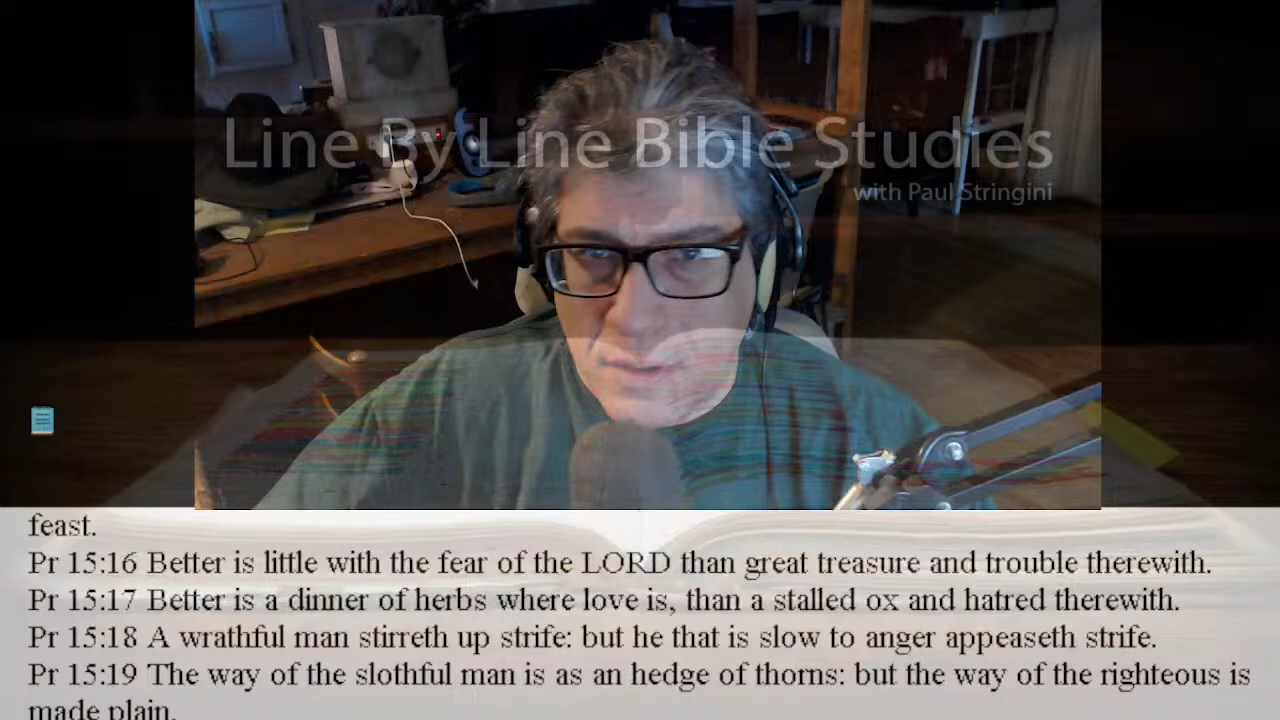 Line By Line Bible Studies
with Paul Stringini
feast.
Pr 15:16 Better is little with the fear of the LORD than great treasure and trouble therewith.
Pr 15:17 Better is a dinner of herbs where love is, than a stalled ox and hatred therewith.
Pr 15:18 A wrathful man stirreth up strife: but he that is slow to anger appeaseth strife.
Pr 15:19 The way of the slothful man is as an hedge of thorns: but the way of the righteous is
made plain.